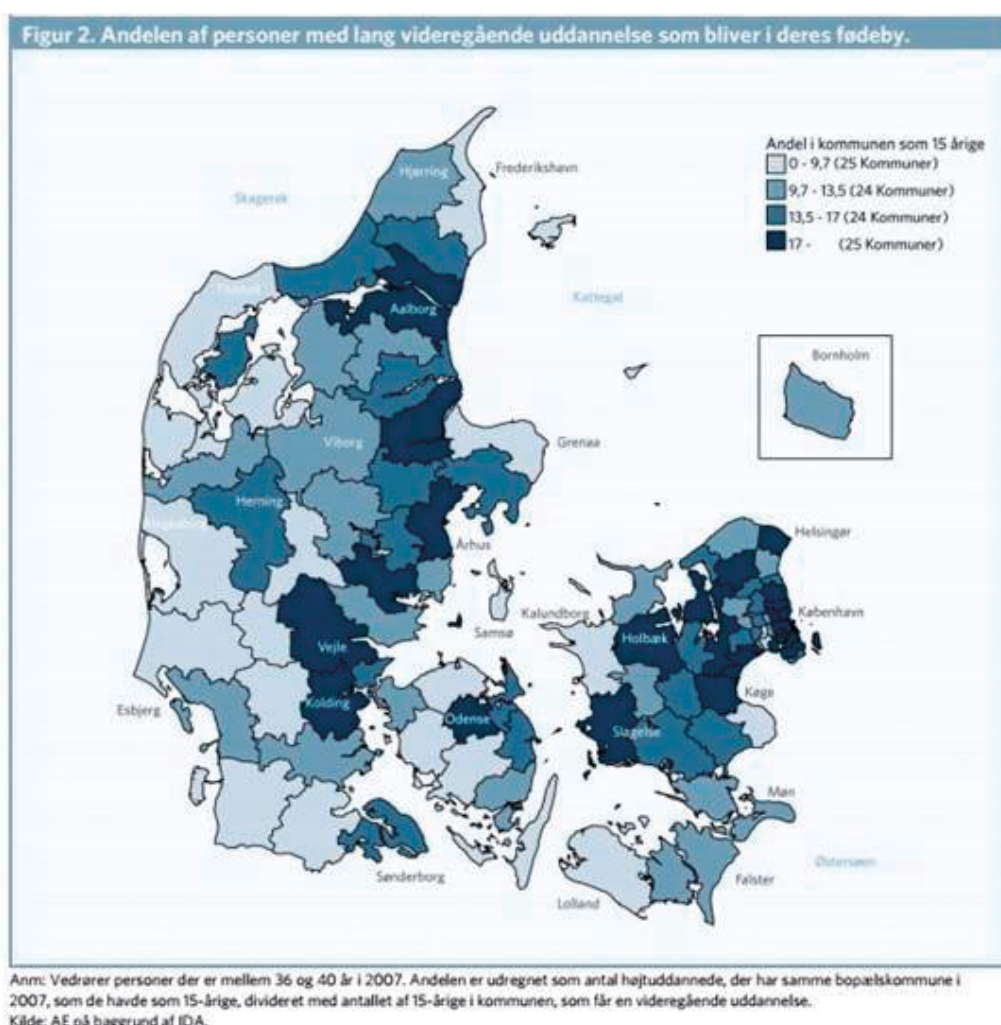 Figur 2. Andelen af personer med lang videregående uddannelse som bliver i deres fødeby.
Andel i kommunen som 15 årige
0 - 9,7 (25 Kommuner)
9,7 - 13,5 (24 Kommuner)
13,5 - 17 (24 Kommuner)
17 - (25 Kommuner)
Hjørring
Frederikshavn
Skagerek
Aalborg
Kattegat
Bornholm
Viborg
Grenaa
Herning
Århus
Helsingør
Kalundborg
København
Samsø
Holbæk
Vejle
Køge
Esbjerg
Kolding
Odense
Slagelse
Møn
Østersøen
Sønderborg
Falster
Lolland
Anm: Vedrører personer der er mellem 36 og 40 år i 2007. Andelen er udregnet som antal højtuddannede, der har samme bopælskommune i
2007, som de havde som 15-årige, divideret med antallet af 15-årige i kommunen, som får en videregående uddannelse.
Kilde: AE på baggrund af IDA.